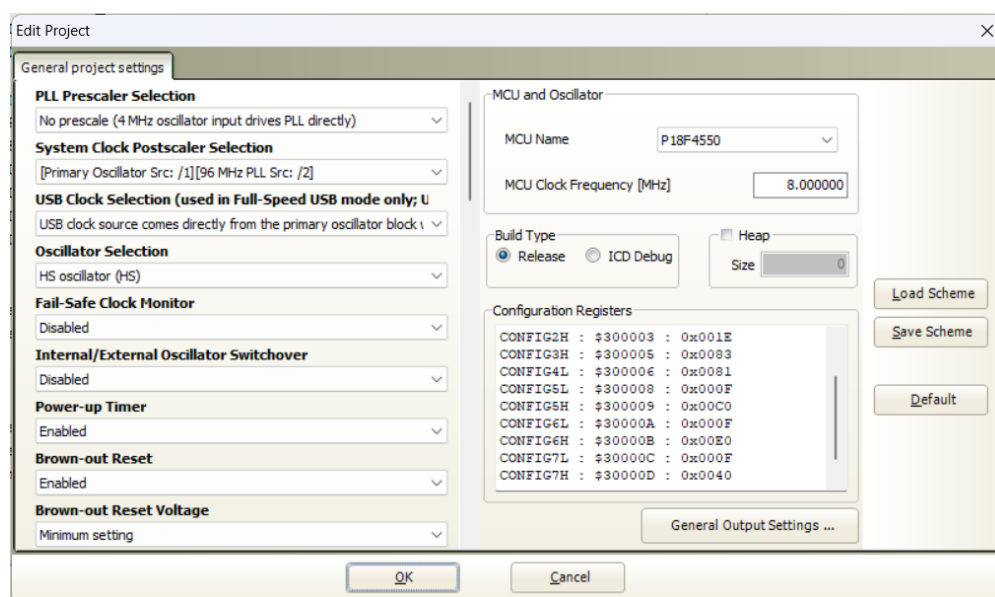 Edit Project
General project settings
PLL Prescaler Selection
No prescale (4 MHz oscillator input drives PLL directly)
System Clock Postscaler Selection
[Primary Oscillator Src: /1][96 MHz PLL Src: /2]
USB Clock Selection (used in Full-Speed USB mode only; U
USB clock source comes directly from the primary oscillator block
Oscillator Selection
HS oscillator (HS)
Fail-Safe Clock Monitor
Disabled
Internal/External Oscillator Switchover
Disabled
Power-up Timer
Enabled
Brown-out Reset
Enabled
Brown-out Reset Voltage
Minimum setting
MCU and Oscillator
MCU Name P18F4550
MCU Clock Frequency [MHz] 8.000000
Build Type
Release ICD Debug
Heap
Size 0
Configuration Registers
CONFIG2H : $300003 : 0x001E
CONFIG3H : $300005 : 0x0083
CONFIG4L : $300006 : 0x0081
CONFIG5L : $300008 : 0x000F
CONFIG5H : $300009 : 0x00C0
CONFIG6L : $30000A : 0x000F
CONFIG6H : $30000B : 0x00E0
CONFIG7L : $30000C : 0x000F
CONFIG7H : $30000D : 0x0040
General Output Settings ...
Load Scheme
Save Scheme
Default
OK
Cancel